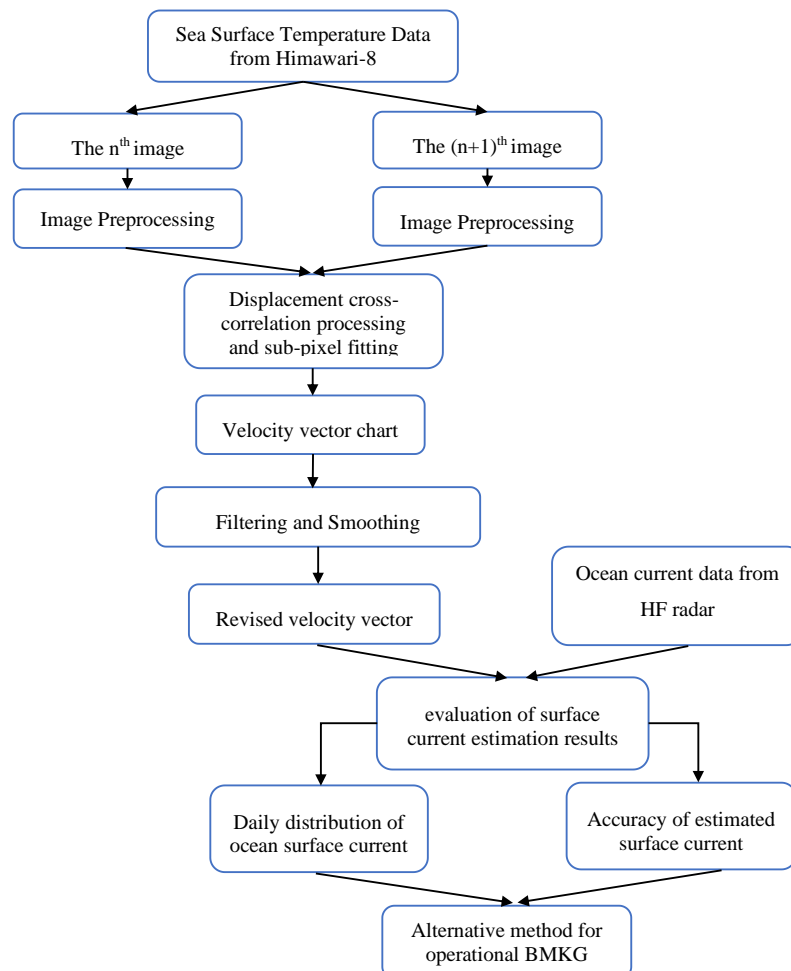 Sea Surface Temperature Data
from Himawari-8
The nth image
The (n+1)th image
Image Preprocessing
Image Preprocessing
Displacement cross-
correlation processing
and sub-pixel fitting
Velocity vector chart
Filtering and Smoothing
Ocean current data from
HF radar
Revised velocity vector
evaluation of surface
current estimation results
Daily distribution of
ocean surface current
Accuracy of estimated
surface current
Alternative method for
operational BMKG